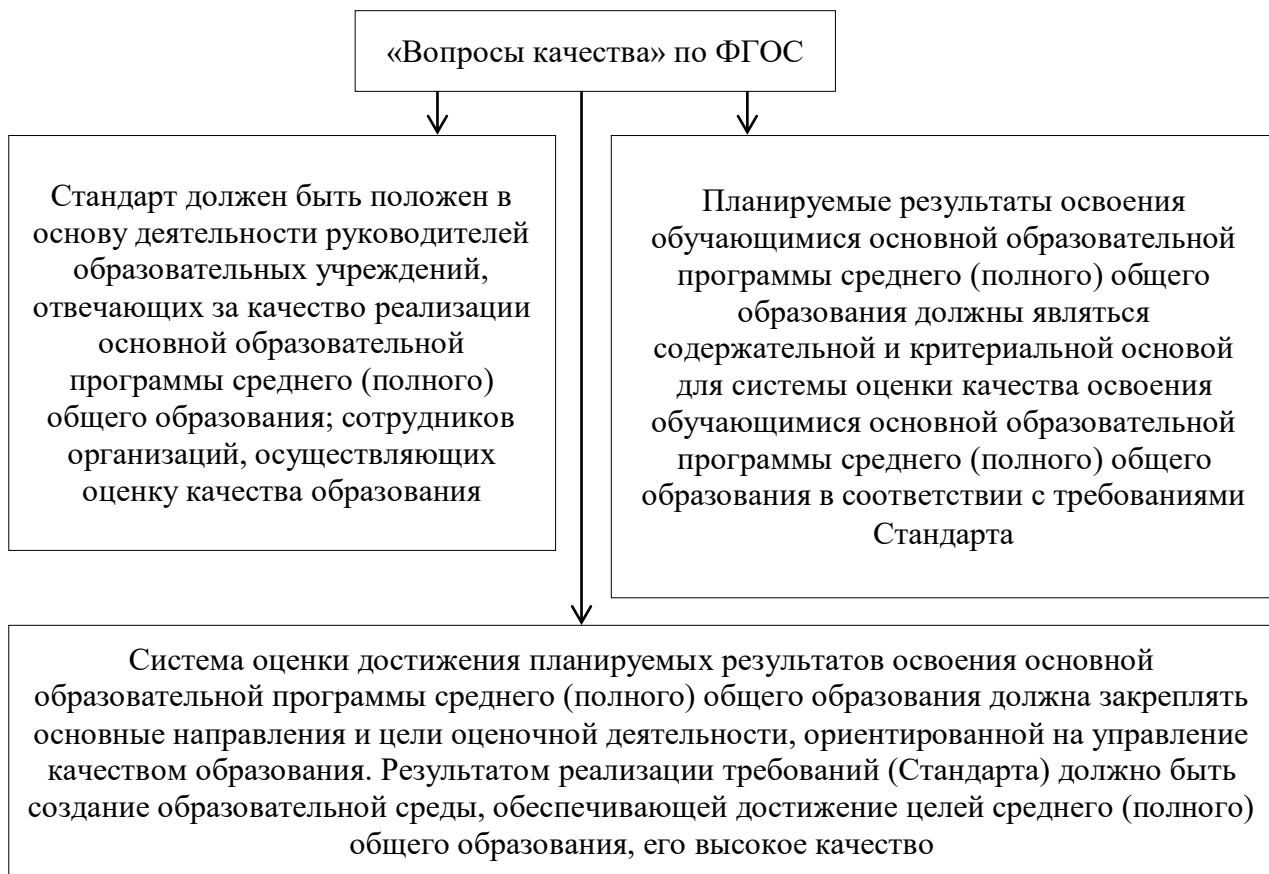 «Вопросы качества» по ФГОС
Стандарт должен быть положен в
основу деятельности руководителей
образовательных учреждений,
отвечающих за качество реализации
основной образовательной
программы среднего (полного)
общего образования; сотрудников
организаций, осуществляющих
оценку качества образования
Планируемые результаты освоения
обучающимися основной образовательной
программы среднего (полного) общего
образования должны являться
содержательной и критериальной основой
для системы оценки качества освоения
обучающимися основной образовательной
программы среднего (полного) общего
образования в соответствии с требованиями
Стандарта
Система оценки достижения планируемых результатов освоения основной
образовательной программы среднего (полного) общего образования должна закреплять
основные направления и цели оценочной деятельности, ориентированной на управление
качеством образования. Результатом реализации требований (Стандарта) должно быть
создание образовательной среды, обеспечивающей достижение целей среднего (полного)
общего образования, его высокое качество